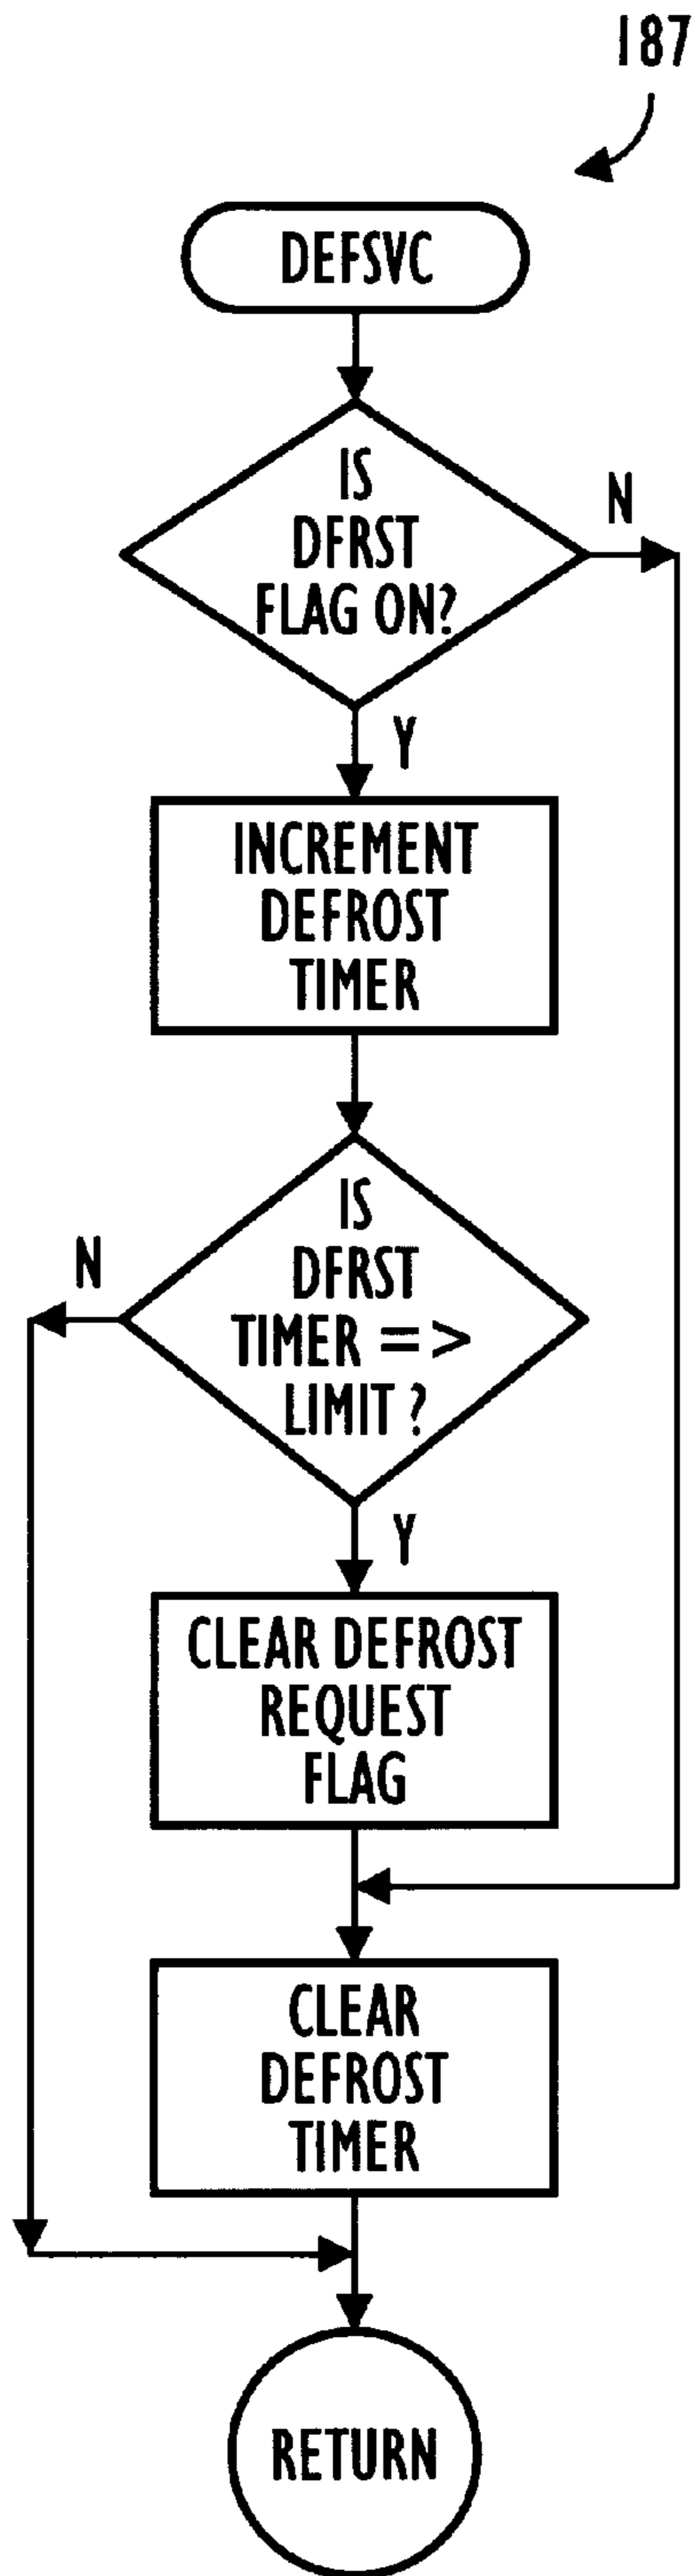 187
DEFSVC
IS
DFRST
FLAG ON?
N
Y
INCREMENT
DEFROST
TIMER
IS
DFRST
TIMER =>
LIMIT ?
N
Y
CLEAR DEFROST
REQUEST
FLAG
CLEAR
DEFROST
TIMER
RETURN